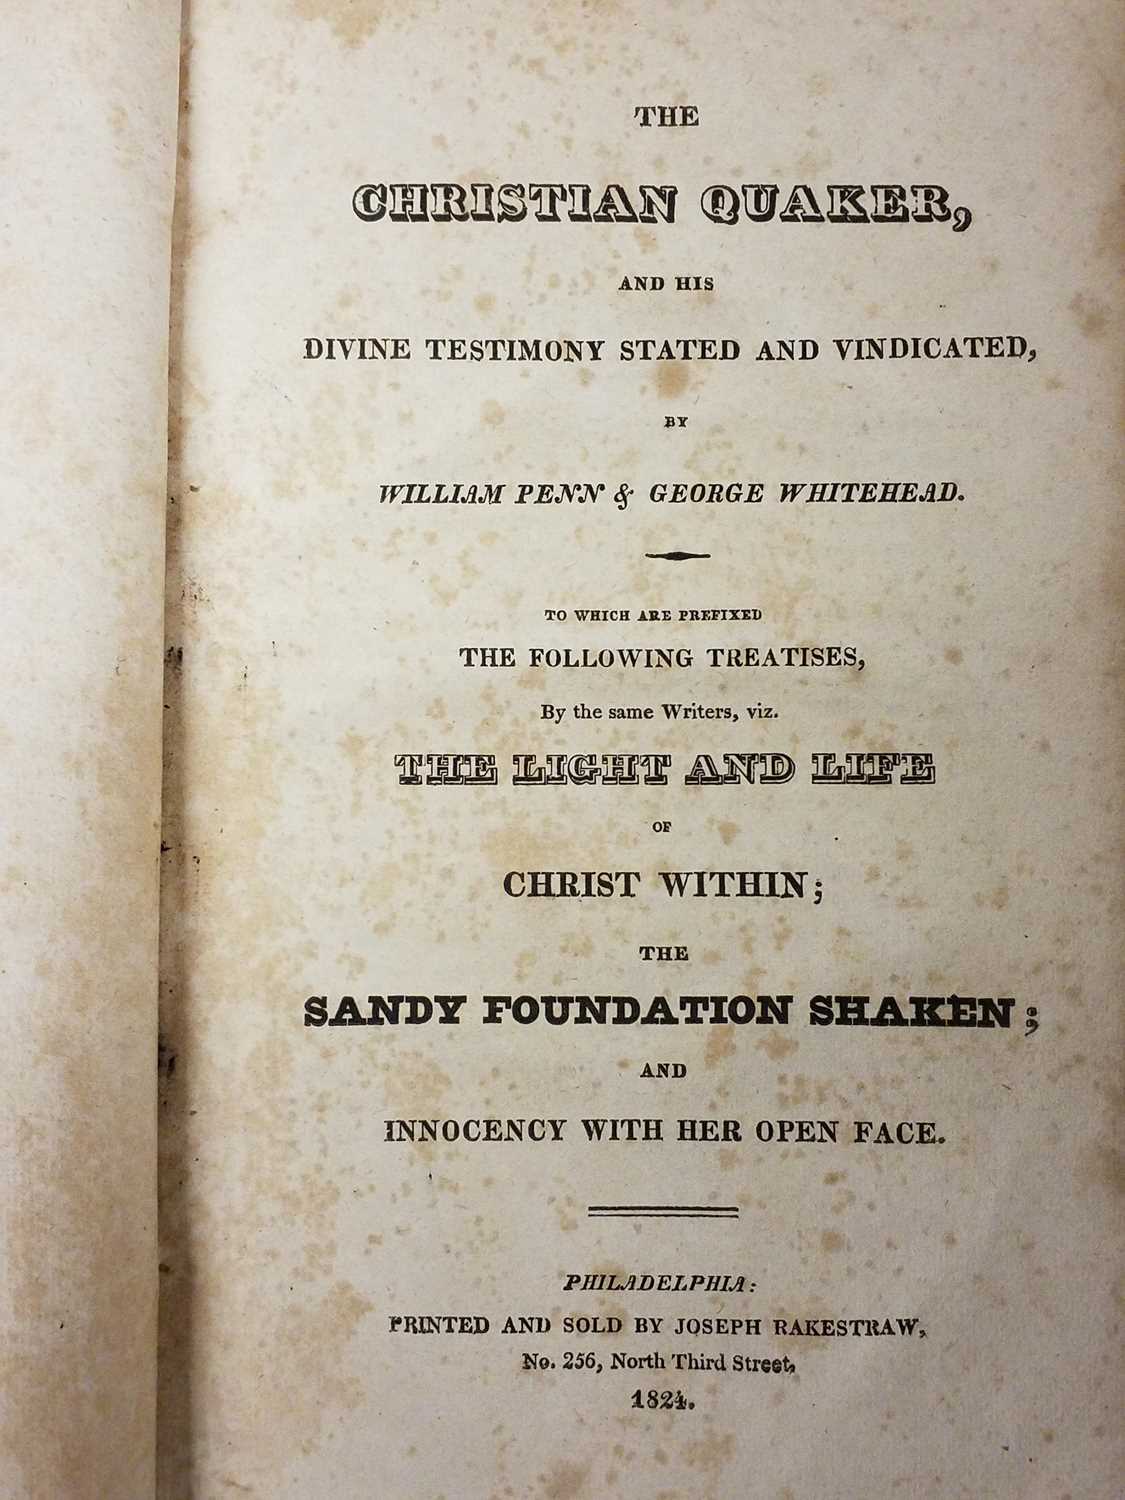 THE
CHRISTIAN QUAKER,
AND HIS
DIVINE TESTIMONY STATED AND VINDICATED,
BY
WILLIAM PENN & GEORGE WHITEHEAD.
TO WHICH ARE PREFIXED
THE FOLLOWING TREATISES,
By the same Writers, viz.
THE LIGHT AND LIFE
OF
CHRIST WITHIN;
THE
SANDY FOUNDATION SHAKEN;
AND
INNOCENCY WITH HER OPEN FACE.
PHILADELPHIA:
PRINTED AND SOLD BY JOSEPH RAKESTRAW,
No. 256, North Third Street,
1824.